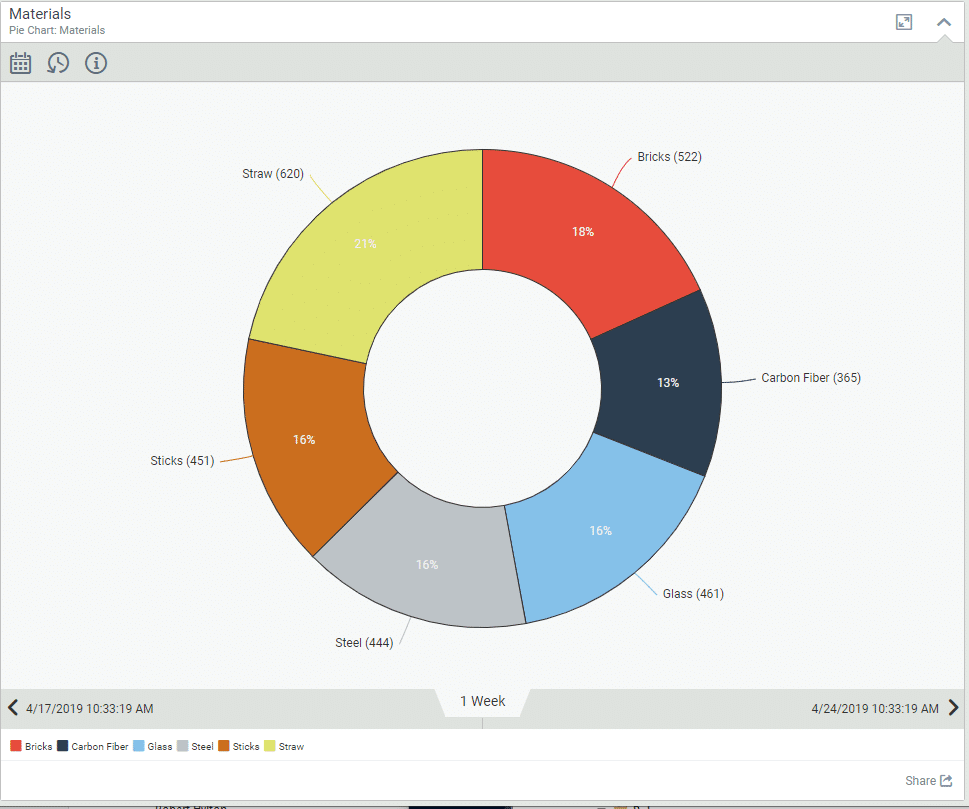 Materials
Pie Chart: Materials
Straw (620)
Bricks (522)
21%
18%
13%
Carbon Fiber (365)
16%
Sticks (451)
16%
16%
Glass (461)
Steel (444)
1 Week
4/17/2019 10:33:19 AM
4/24/2019 10:33:19 AM
Bricks Carbon Fiber Glass Steel Sticks Straw
Share